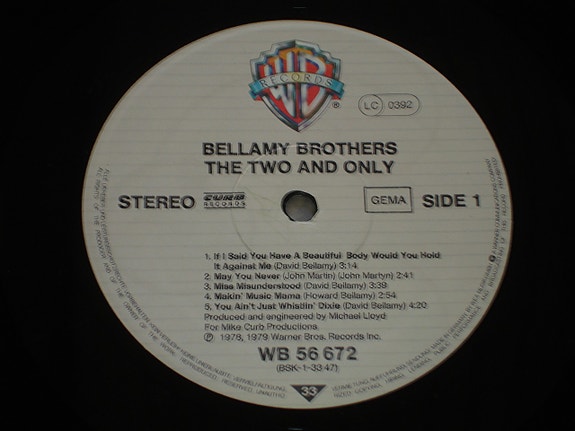 RECORDS
WB
®
LC 0392
BELLAMY BROTHERS
THE TWO AND ONLY
STEREO CURB RECORDS GEMA SIDE 1
1. If I Said You Have A Beautiful Body Would You Hold
It Against Me (David Bellamy) 3:14
2. May You Never (John Martin) (John Martyn) 2:41
3. Miss Misunderstood (David Bellamy) 3:39
4. Makin' Music Mama (Howard Bellamy) 2:54
5. You Ain't Just Whistlin' Dixie (David Bellamy) 4:20
Produced and engineered by Michael Lloyd
For Mike Curb Productions.
℗ 1978, 1979 Warner Bros. Records Inc.
WB 56 672
(BSK-1-33 47)
33